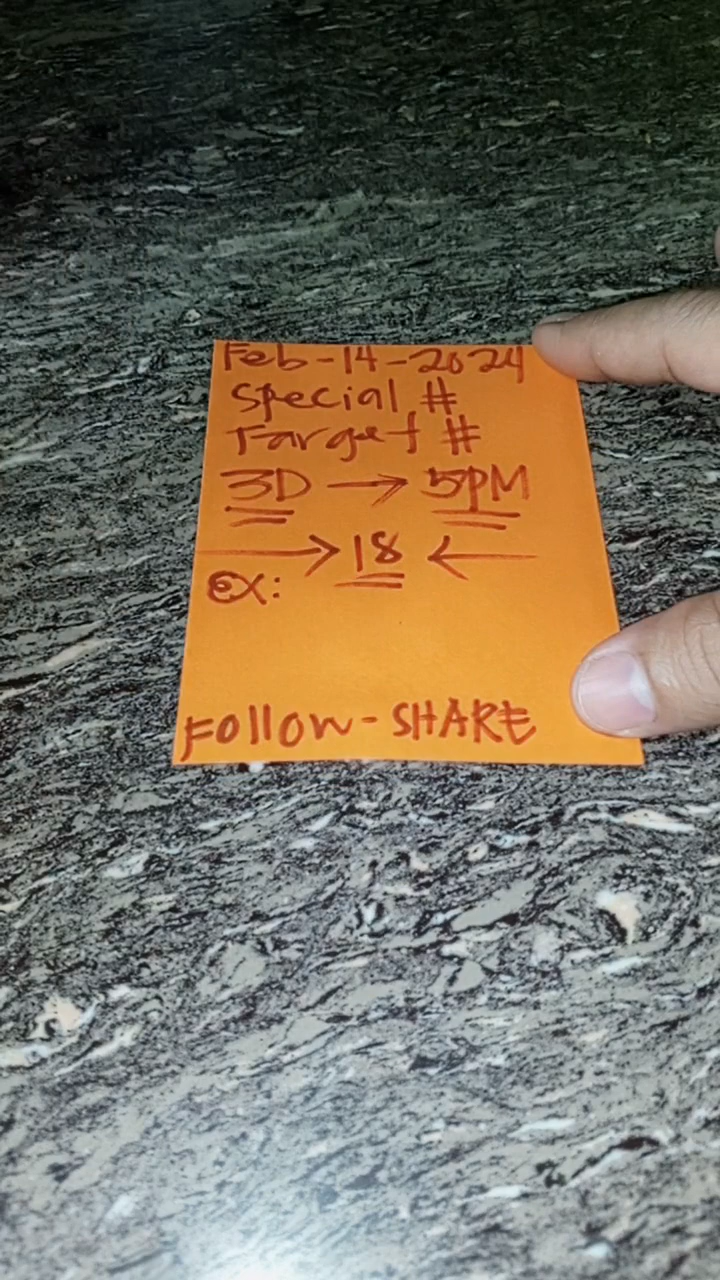 Feb-14-2024
Special #
Target #
3D → 5PM
→ 18 ←
EX:
Follow-SHARE